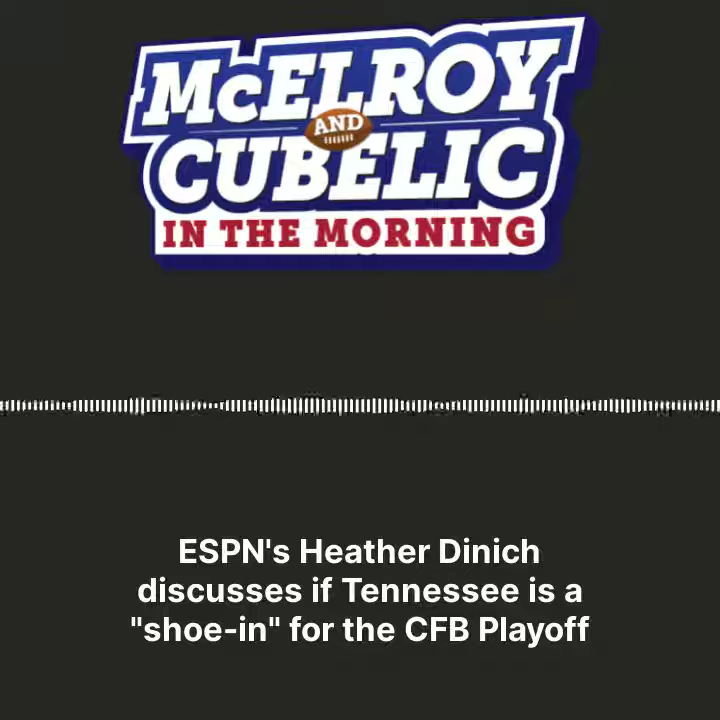 McELROY
AND
CUBELIC
IN THE MORNING
ESPN's Heather Dinich
discusses if Tennessee is a
"shoe-in" for the CFB Playoff